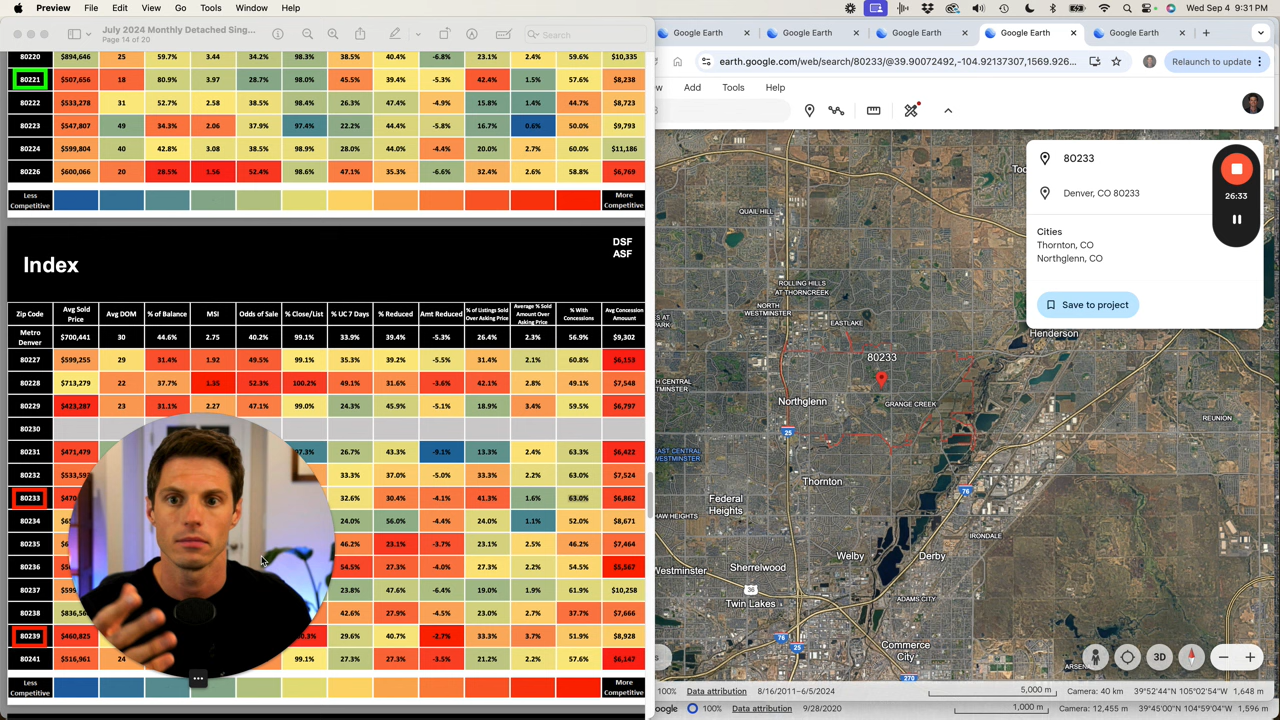 Preview File Edit View Go Tools Window Help Wed Sep 4 9:31 PM
July 2024 Monthly Detached Sing...
Page 14 of 20
Search
80220 $894,646 25 59.7% 3.44 34.2% 98.3% 38.5% 40.4% -6.8% 23.1% 2.4% 59.6% $10,335
80221 $507,656 18 80.9% 3.97 28.7% 98.0% 45.5% 39.4% -5.3% 42.4% 1.5% 57.6% $8,238
80222 $533,278 31 52.7% 2.58 38.5% 98.4% 26.3% 47.4% -4.9% 15.8% 1.4% 44.7% $8,723
80223 $547,807 49 34.3% 2.06 37.9% 97.4% 22.2% 44.4% -5.8% 16.7% 0.6% 50.0% $9,793
80224 $599,804 40 42.8% 3.08 38.5% 98.9% 28.0% 44.0% -4.4% 20.0% 2.7% 60.0% $11,186
80226 $600,066 20 28.5% 1.56 52.4% 98.6% 47.1% 35.3% -6.6% 32.4% 2.6% 58.8% $6,769
Less Competitive More Competitive
Index
DSF
ASF
Zip Code Avg Sold Price Avg DOM % of Balance MSI Odds of Sale % Close/List % UC 7 Days % Reduced Amt Reduced % of Listings Sold Over Asking Price Average % Sold Amount Over Asking Price % With Concessions Avg Concession Amount
Metro Denver $700,441 30 44.6% 2.75 40.2% 99.1% 33.9% 39.4% -5.3% 26.4% 2.3% 56.9% $9,302
80227 $599,255 29 31.4% 1.92 49.5% 99.1% 35.3% 39.2% -5.5% 31.4% 2.1% 60.8% $6,153
80228 $713,279 22 37.7% 1.35 52.3% 100.2% 49.1% 31.6% -3.6% 42.1% 2.8% 49.1% $7,548
80229 $423,287 23 31.1% 2.27 47.1% 99.0% 24.3% 45.9% -5.1% 18.9% 3.4% 59.5% $6,797
80230
80231 $471,479 97.3% 26.7% 43.3% -9.1% 13.3% 2.4% 63.3% $6,422
80232 33.3% 37.0% -5.0% 33.3% 2.2% 63.0% $7,524
80233 32.6% 30.4% -4.1% 41.3% 1.6% 63.0% $6,862
80234 24.0% 56.0% -4.4% 24.0% 1.1% 52.0% $8,671
80235 46.2% 23.1% -3.7% 23.1% 2.5% 46.2% $7,464
80236 54.5% 27.3% -4.0% 27.3% 2.2% 54.5% $5,567
80237 23.8% 47.6% -6.4% 19.0% 1.9% 61.9% $10,258
80238 42.6% 27.9% -4.5% 23.0% 2.7% 37.7% $7,666
80239 $460,825 29.6% 40.7% -2.7% 33.3% 3.7% 51.9% $8,928
80241 $516,961 24 99.1% 27.3% 27.3% -3.5% 21.2% 2.2% 57.6% $6,147
Less Competitive More Competitive
Google Earth Google Earth Google Earth Google Earth Google Earth
earth.google.com/web/search/80233/@39.90072492,-104.92137307,1569.926... Relaunch to update
Add Tools Help
80233
Denver, CO 80233
Cities
Thornton, CO
Northglenn, CO
Save to project
26:33
QUAIL HILL
ROLLING HILLS
AT THORNCREEK
NORTH
WESTMINSTER
EASTLAKE
Henderson
80233
CENTRAL
WESTMINSTER
Northglenn
GRANGE CREEK
REUNION
25
EAST CENTRAL
WESTMINSTER
Thornton
76
Federal
Heights
SHAW HEIGHTS
IRONDALE
Welby
Derby
Westminster
Sherrelwood
36
Twin Lakes
ADAMS CITY
76
25
Commerce
City
270
3D
100% Data attribution 8/16/2011–6/5/2024 5,000 m Camera: 40 km 39°52'44"N 105°02'54"W 1,648 m
100% Data attribution 9/28/2020 1,000 m Camera: 12,455 m 39°45'00"N 104°59'04"W 1,596 m